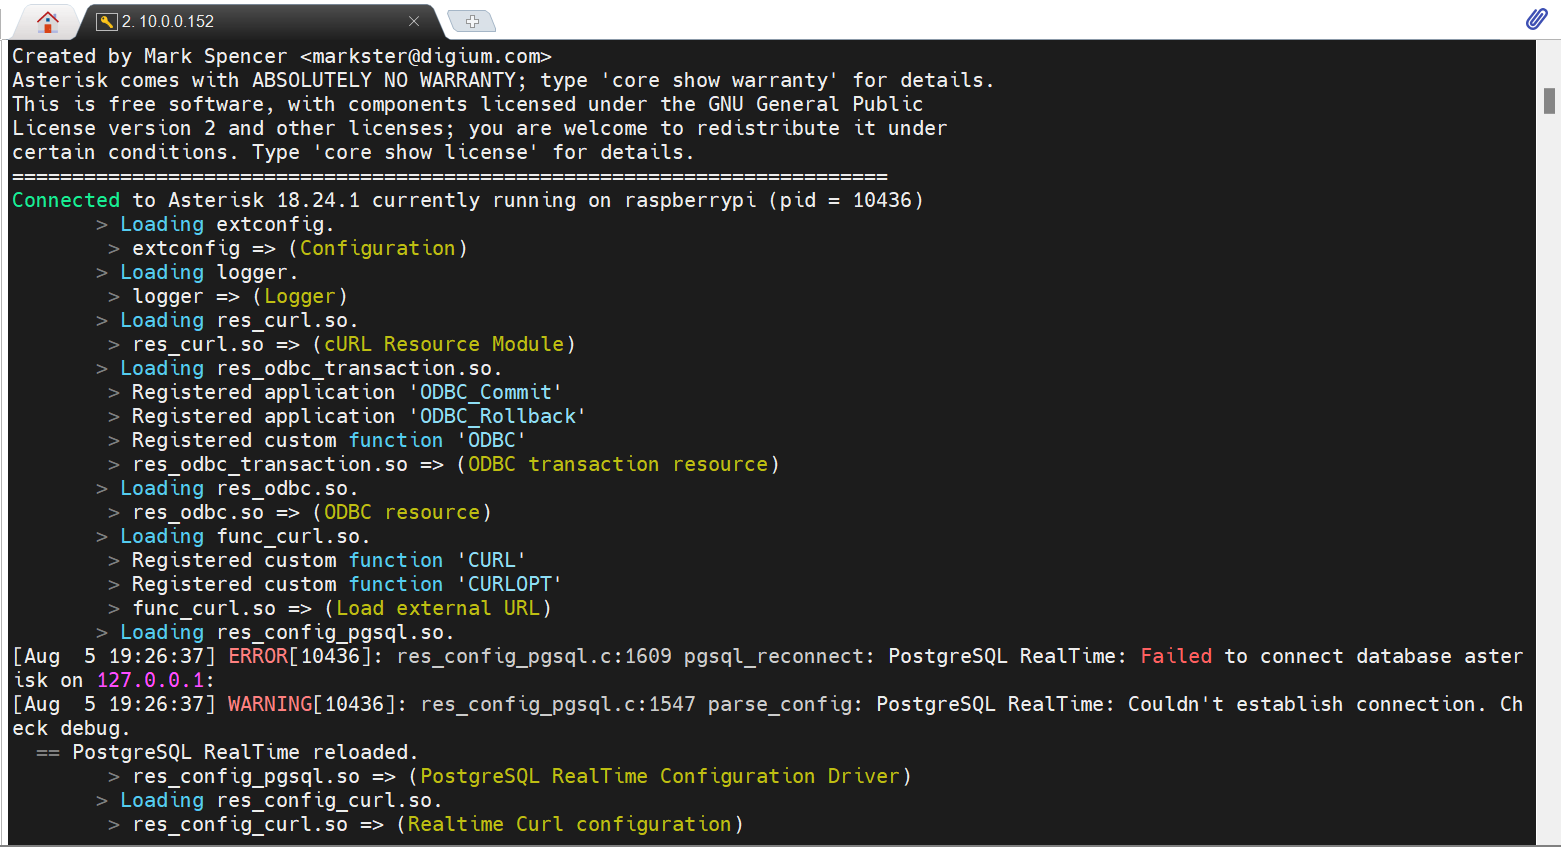 2. 10.0.0.152
Created by Mark Spencer <markster@digium.com>
Asterisk comes with ABSOLUTELY NO WARRANTY; type 'core show warranty' for details.
This is free software, with components licensed under the GNU General Public
License version 2 and other licenses; you are welcome to redistribute it under
certain conditions. Type 'core show license' for details.
=========================================================================
Connected to Asterisk 18.24.1 currently running on raspberrypi (pid = 10436)
> Loading extconfig.
> extconfig => (Configuration)
> Loading logger.
> logger => (Logger)
> Loading res_curl.so.
> res_curl.so => (cURL Resource Module)
> Loading res_odbc_transaction.so.
> Registered application 'ODBC_Commit'
> Registered application 'ODBC_Rollback'
> Registered custom function 'ODBC'
> res_odbc_transaction.so => (ODBC transaction resource)
> Loading res_odbc.so.
> res_odbc.so => (ODBC resource)
> Loading func_curl.so.
> Registered custom function 'CURL'
> Registered custom function 'CURLOPT'
> func_curl.so => (Load external URL)
> Loading res_config_pgsql.so.
[Aug  5 19:26:37] ERROR[10436]: res_config_pgsql.c:1609 pgsql_reconnect: PostgreSQL RealTime: Failed to connect database aster
isk on 127.0.0.1:
[Aug  5 19:26:37] WARNING[10436]: res_config_pgsql.c:1547 parse_config: PostgreSQL RealTime: Couldn't establish connection. Ch
eck debug.
== PostgreSQL RealTime reloaded.
> res_config_pgsql.so => (PostgreSQL RealTime Configuration Driver)
> Loading res_config_curl.so.
> res_config_curl.so => (Realtime Curl configuration)